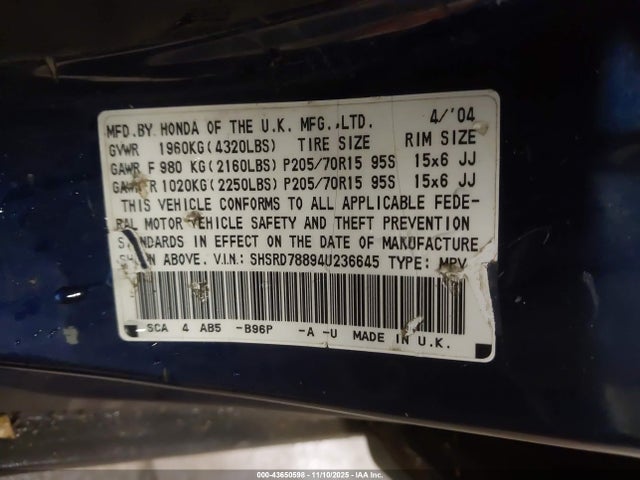 MFD.BY HONDA OF THE U.K. MFG.,LTD. 4/'04
GVWR 1960KG(4320LBS) TIRE SIZE RIM SIZE
GAWR F 980 KG(2160LBS) P205/70R15 95S 15x6 JJ
GAWR R 1020KG(2250LBS) P205/70R15 95S 15x6 JJ
THIS VEHICLE CONFORMS TO ALL APPLICABLE FEDE-
RAL MOTOR VEHICLE SAFETY AND THEFT PREVENTION
STANDARDS IN EFFECT ON THE DATE OF MANUFACTURE
SHOWN ABOVE. V.I.N: SHSRD78894U236645 TYPE: MPV
SCA 4 AB5 -B96P -A -U MADE IN U.K.
000-43650598 - 11/10/2025 - IAA Inc.